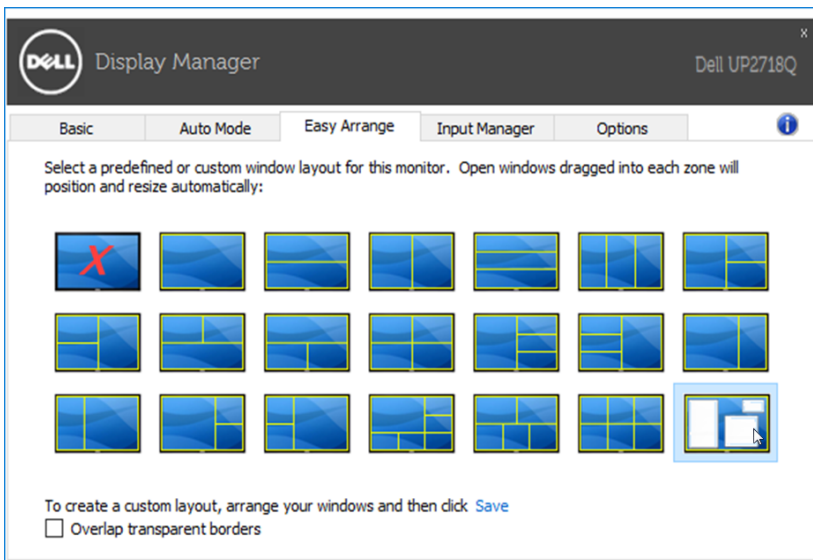 x
DELL
Display Manager
Dell UP2718Q
Basic
Auto Mode
Easy Arrange
Input Manager
Options
i
Select a predefined or custom window layout for this monitor. Open windows dragged into each zone will
position and resize automatically:
X
To create a custom layout, arrange your windows and then click Save
Overlap transparent borders